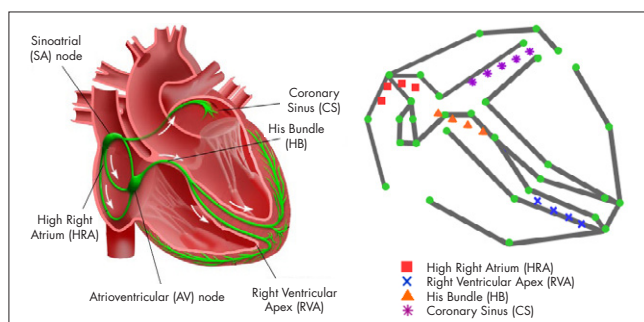 Sinoatrial
(SA) node
Coronary
Sinus (CS)
His Bundle
(HB)
High Right
Atrium (HRA)
Atrioventricular (AV) node
Right Ventricular
Apex (RVA)
High Right Atrium (HRA)
Right Ventricular Apex (RVA)
His Bundle (HB)
Coronary Sinus (CS)